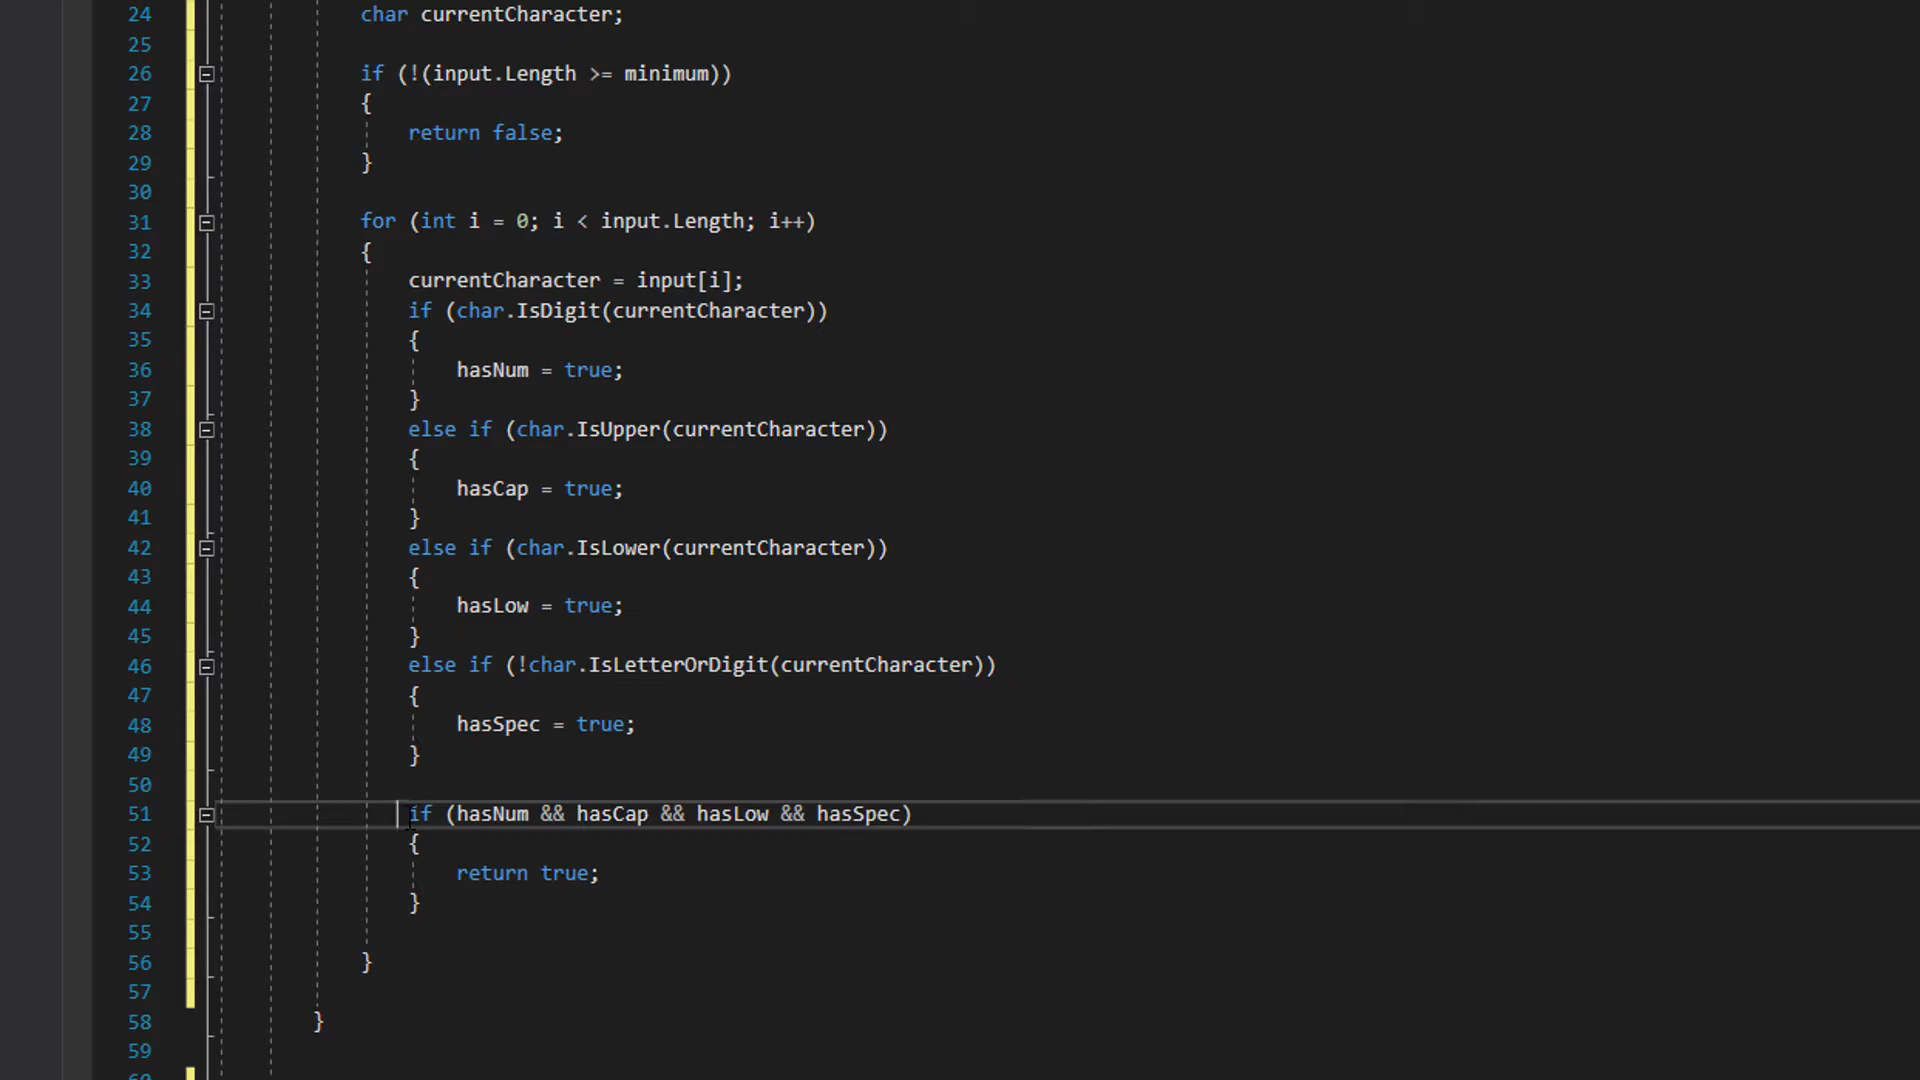 24 char currentCharacter;
25
26 if (!(input.Length >= minimum))
27 {
28 return false;
29 }
30
31 for (int i = 0; i < input.Length; i++)
32 {
33 currentCharacter = input[i];
34 if (char.IsDigit(currentCharacter))
35 {
36 hasNum = true;
37 }
38 else if (char.IsUpper(currentCharacter))
39 {
40 hasCap = true;
41 }
42 else if (char.IsLower(currentCharacter))
43 {
44 hasLow = true;
45 }
46 else if (!char.IsLetterOrDigit(currentCharacter))
47 {
48 hasSpec = true;
49 }
50
51 if (hasNum && hasCap && hasLow && hasSpec)
52 {
53 return true;
54 }
55
56 }
57
58 }
59
60